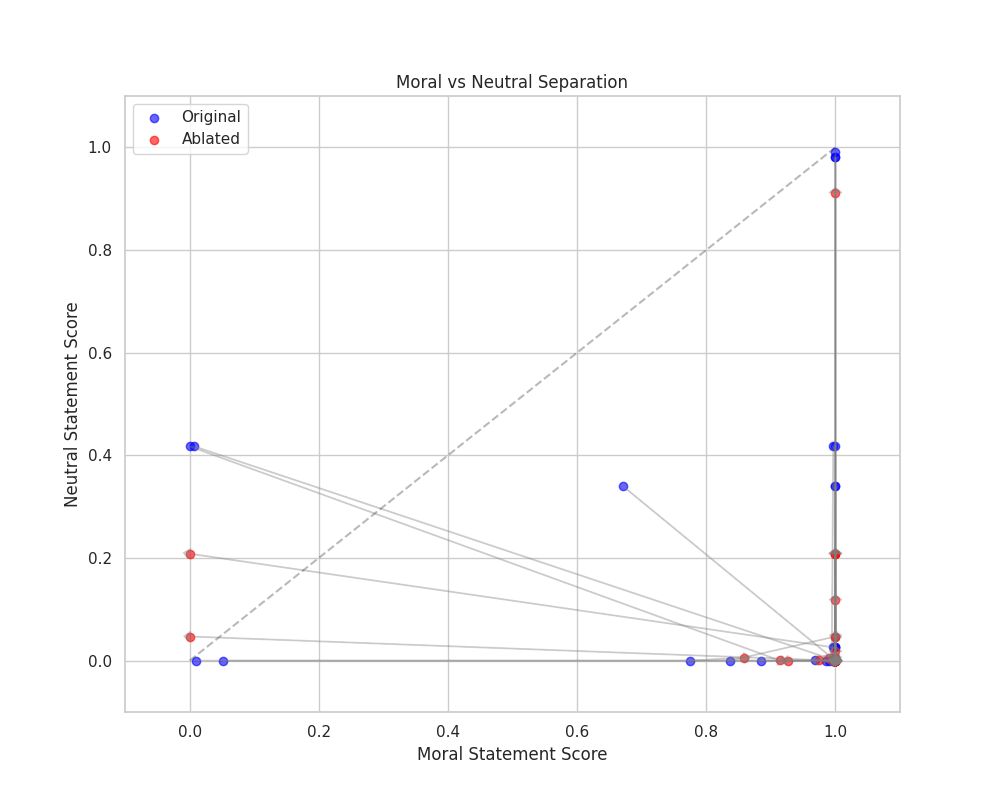 Moral vs Neutral Separation
Original
Ablated
1.0
0.8
0.6
0.4
0.2
0.0
Neutral Statement Score
0.0 0.2 0.4 0.6 0.8 1.0
Moral Statement Score